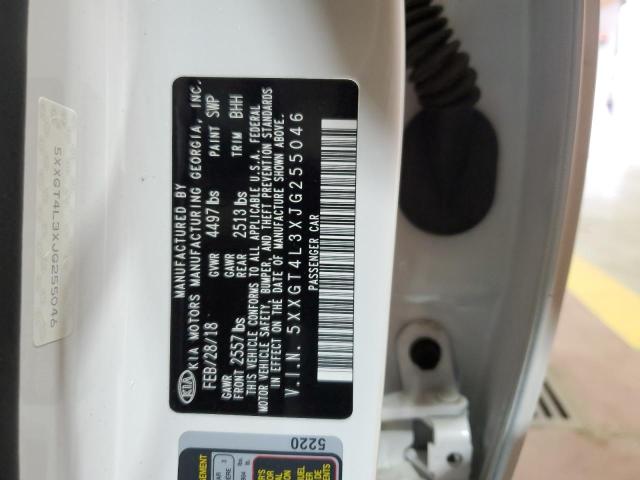 MANUFACTURED BY
KIA KIA MOTORS MANUFACTURING GEORGIA, INC.
FEB/28/18 GVWR 4497 lbs PAINT SWP
GAWR FRONT 2557 lbs GAWR REAR 2513 lbs TRIM BHH
THIS VEHICLE CONFORMS TO ALL APPLICABLE U.S.A. FEDERAL
MOTOR VEHICLE SAFETY, BUMPER, AND THEFT PREVENTION STANDARDS
IN EFFECT ON THE DATE OF MANUFACTURE SHOWN ABOVE.
V.I.N. 5XXGT4L3XJG255046
PASSENGER CAR
5XXGT4L3XJG255046
5220